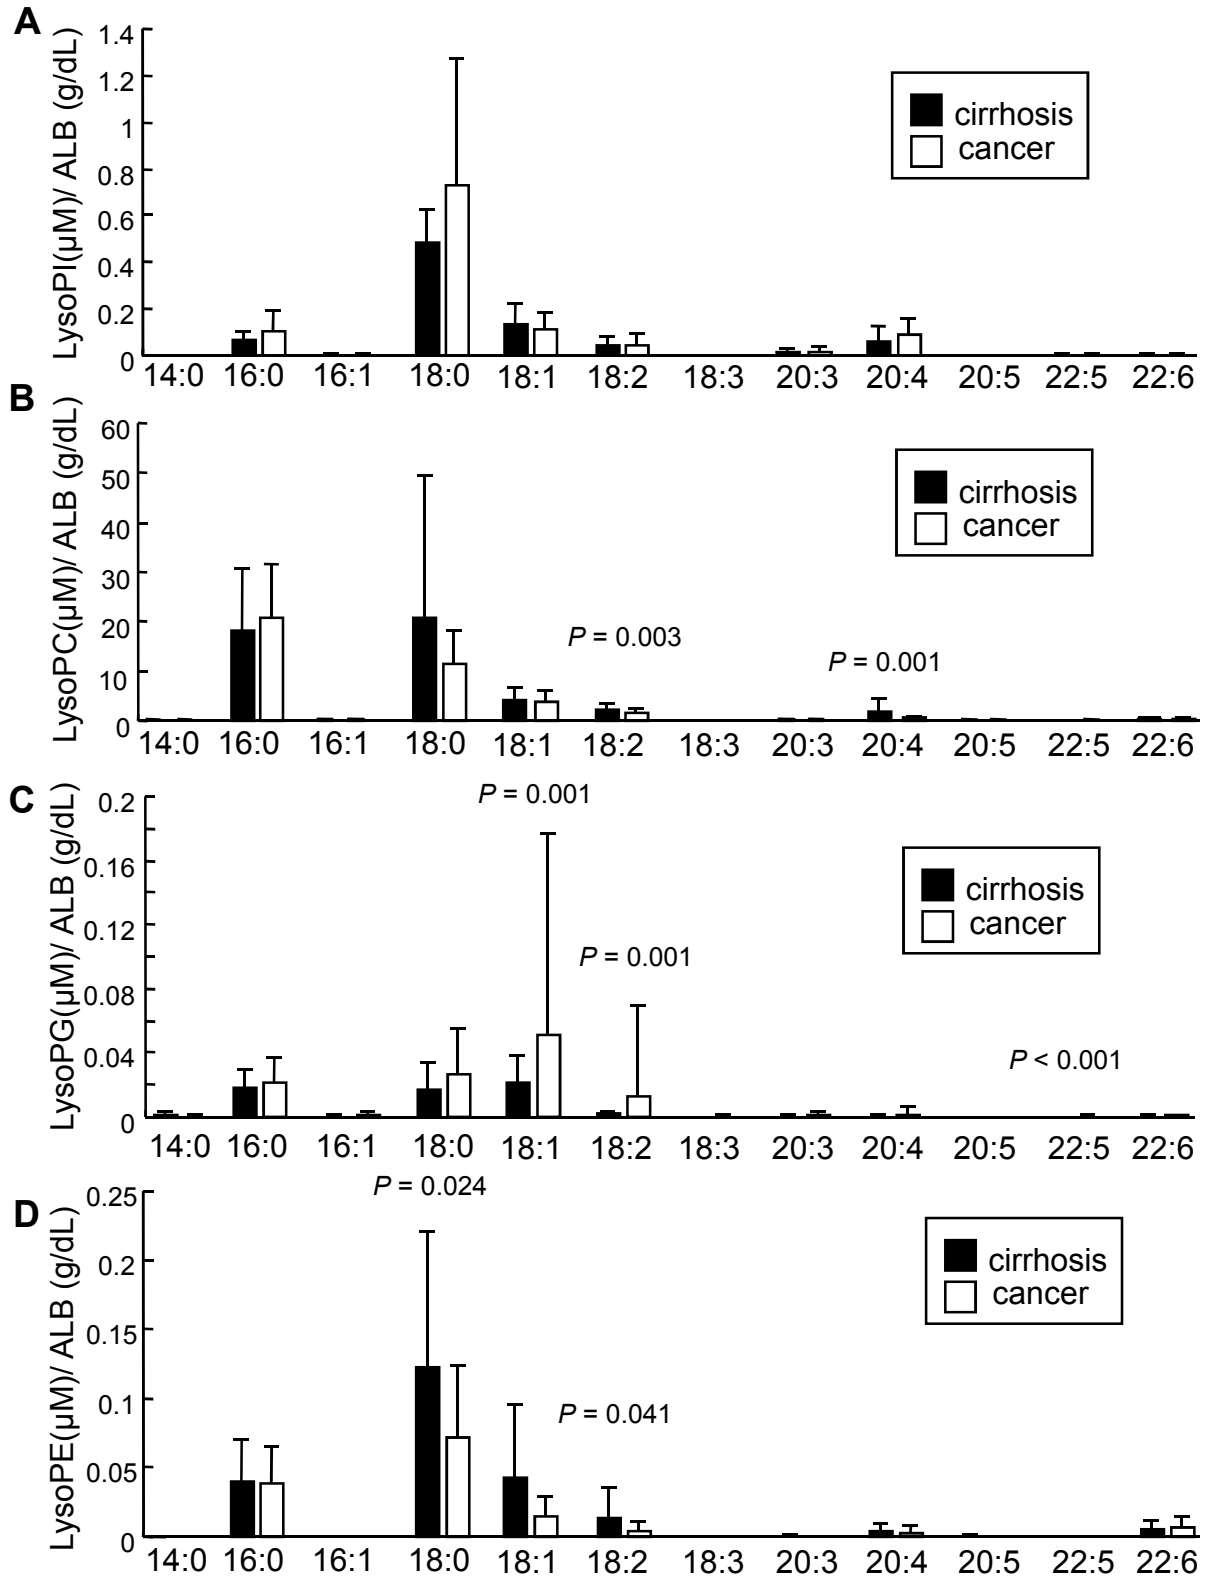 A
LysoPI(μM)/ ALB (g/dL)
1.4
1.2
1
0.8
0.6
0.4
0.2
0
cirrhosis
cancer
14:0 16:0 16:1 18:0 18:1 18:2 18:3 20:3 20:4 20:5 22:5 22:6
B
LysoPC(μM)/ ALB (g/dL)
60
50
40
30
20
10
0
cirrhosis
cancer
P = 0.003
P = 0.001
14:0 16:0 16:1 18:0 18:1 18:2 18:3 20:3 20:4 20:5 22:5 22:6
C
LysoPG(μM)/ ALB (g/dL)
0.2
0.16
0.12
0.08
0.04
0
P = 0.001
cirrhosis
cancer
P = 0.001
P < 0.001
14:0 16:0 16:1 18:0 18:1 18:2 18:3 20:3 20:4 20:5 22:5 22:6
D
LysoPE(μM)/ ALB (g/dL)
0.25
0.2
0.15
0.1
0.05
0
P = 0.024
cirrhosis
cancer
P = 0.041
14:0 16:0 16:1 18:0 18:1 18:2 18:3 20:3 20:4 20:5 22:5 22:6